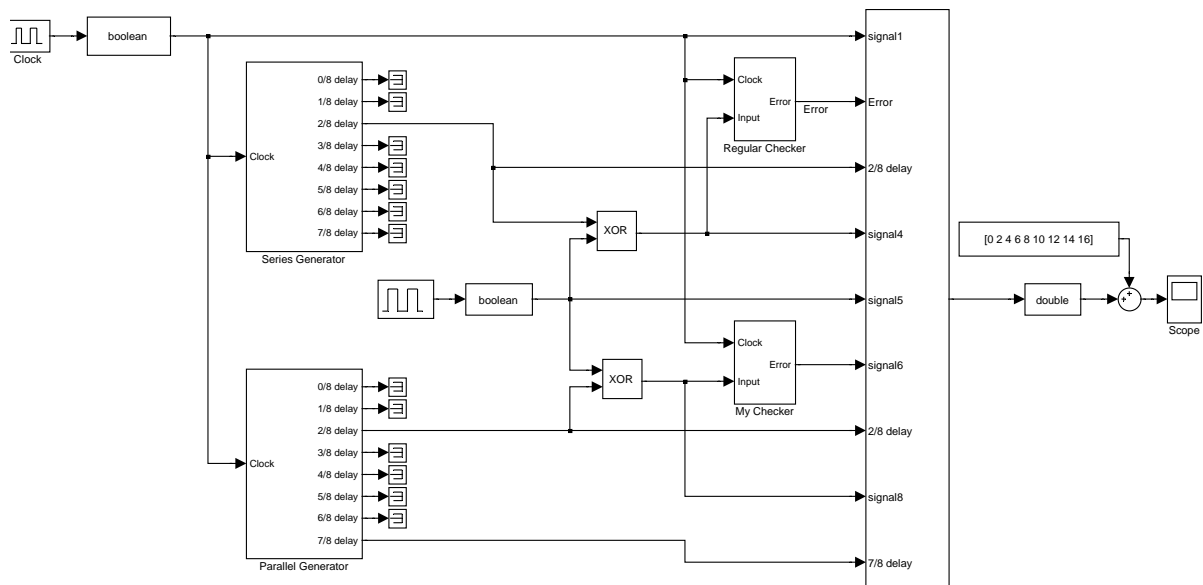 Clock
boolean
Series Generator
Clock
0/8 delay
1/8 delay
2/8 delay
3/8 delay
4/8 delay
5/8 delay
6/8 delay
7/8 delay
Parallel Generator
Clock
0/8 delay
1/8 delay
2/8 delay
3/8 delay
4/8 delay
5/8 delay
6/8 delay
7/8 delay
boolean
XOR
XOR
Clock
Input
Error
Regular Checker
Error
Clock
Input
Error
My Checker
signal1
Error
2/8 delay
signal4
signal5
signal6
2/8 delay
signal8
7/8 delay
[0 2 4 6 8 10 12 14 16]
double
Scope